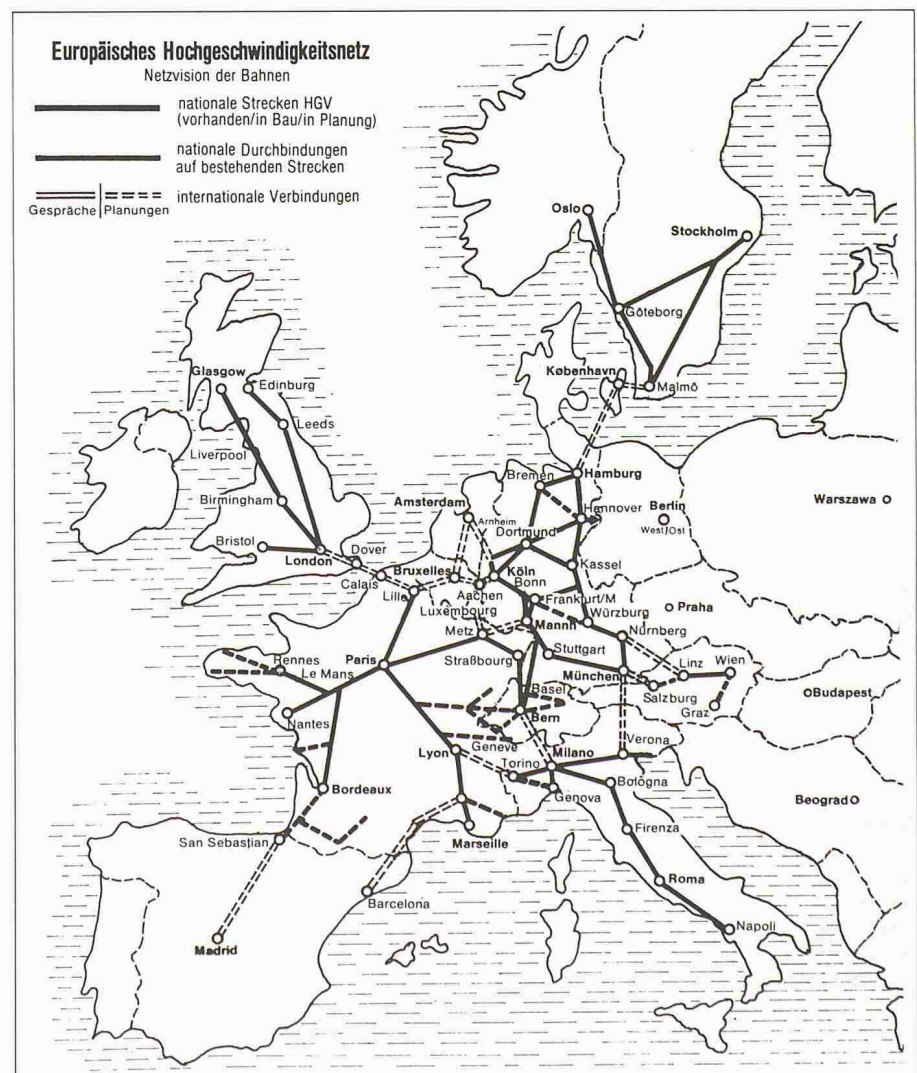 Europäisches Hochgeschwindigkeitsnetz
Netzvision der Bahnen
nationale Strecken HGV
(vorhanden/in Bau/in Planung)
nationale Durchbindungen
auf bestehenden Strecken
internationale Verbindungen
Gespräche
Planungen
Oslo
Stockholm
Göteborg
København
Malmö
Glasgow
Edinburg
Leeds
Liverpool
Birmingham
Bristol
London
Dover
Calais
Lille
Bruxelles
Amsterdam
Arnheim
Bremen
Hamburg
Hannover
Berlin
West/Ost
Warszawa
Dortmund
Köln
Bonn
Aachen
Kassel
Luxembourg
Frankfurt/M
Praha
Würzburg
Metz
Mannh
Nürnberg
Paris
Straßbourg
Stuttgart
München
Linz
Wien
Salzburg
Graz
Budapest
Rennes
Le Mans
Nantes
Basel
Bern
Genève
Lyon
Torino
Milano
Verona
Genova
Bologna
Beograd
Bordeaux
Firenza
San Sebastian
Marseille
Roma
Barcelona
Napoli
Madrid